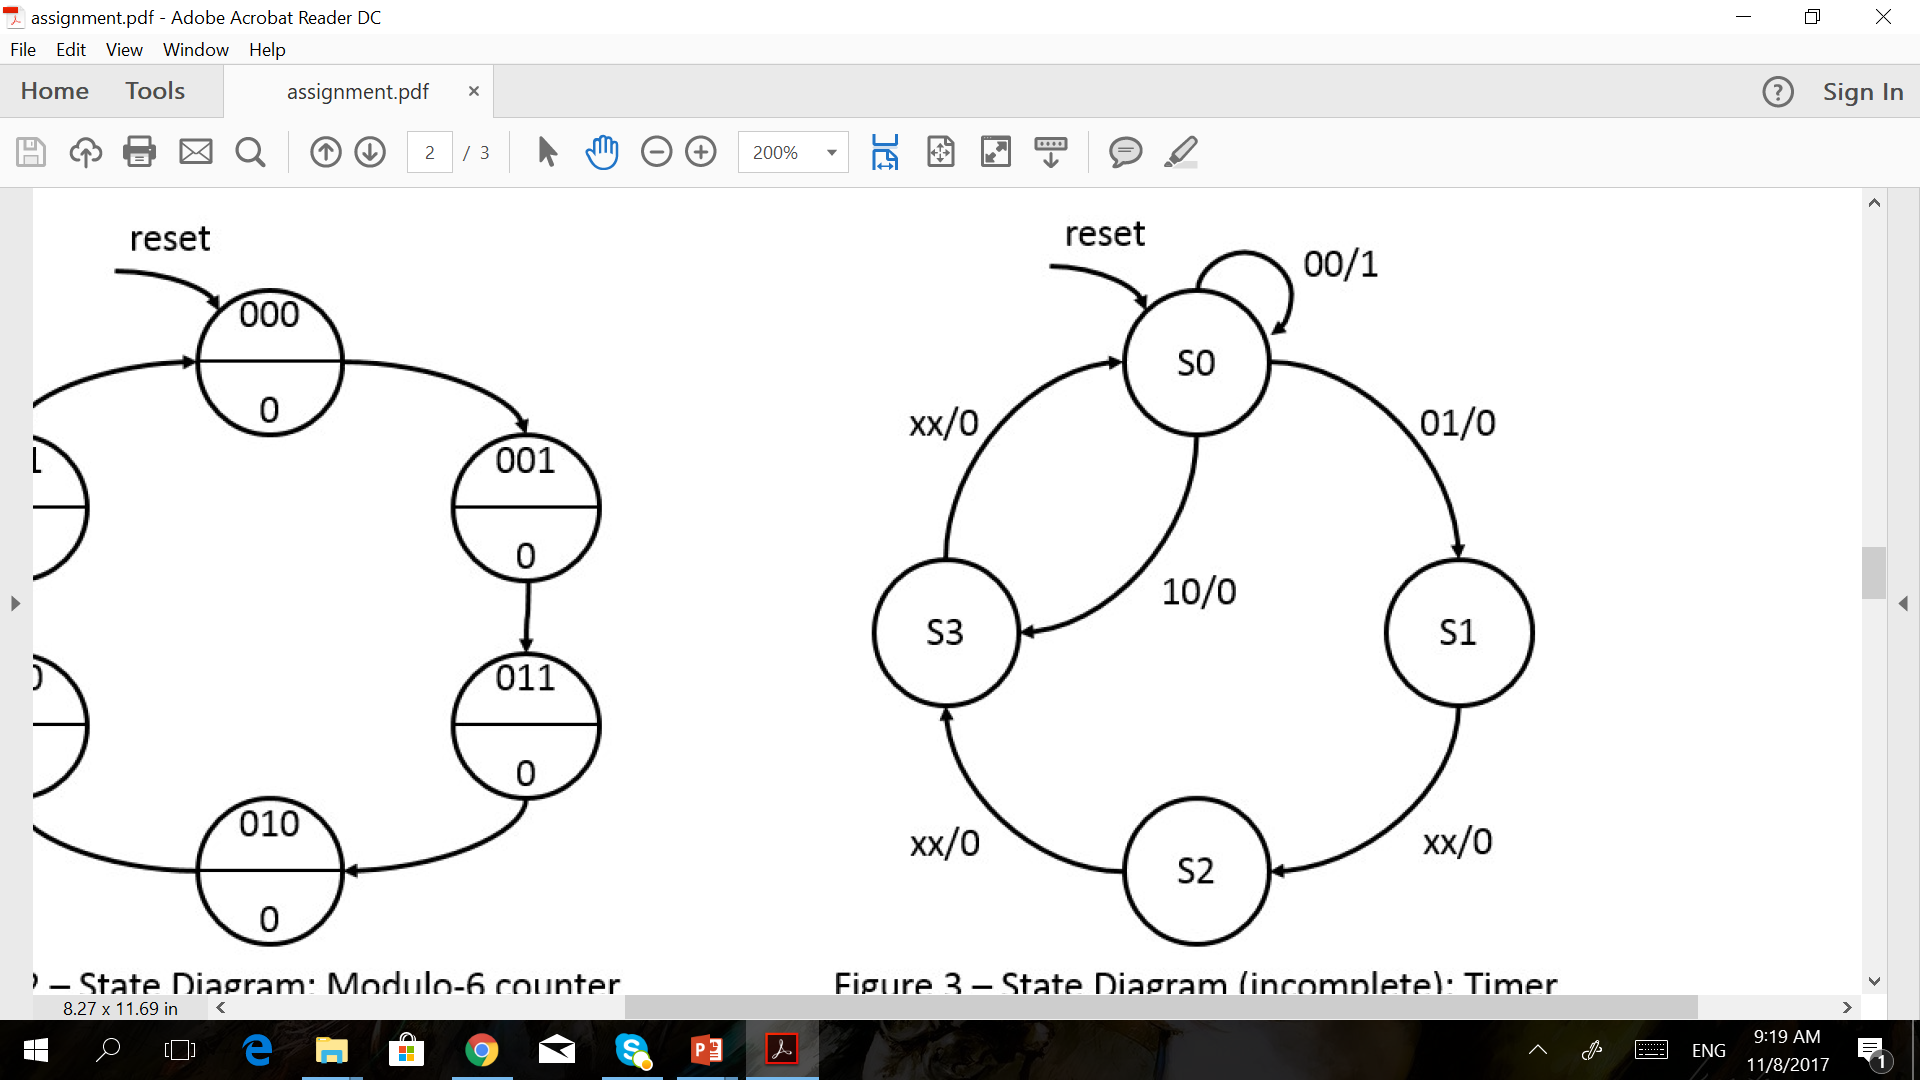 assignment.pdf - Adobe Acrobat Reader DC
File Edit View Window Help
Home Tools assignment.pdf × ? Sign In
2 / 3 200%
reset
000
0
001
0
011
0
010
0
– State Diagram: Modulo-6 counter
reset
00/1
S0
01/0
S1
xx/0
S2
xx/0
S3
xx/0
10/0
Figure 3 – State Diagram (incomplete): Timer
8.27 x 11.69 in
ENG
9:19 AM
11/8/2017
1